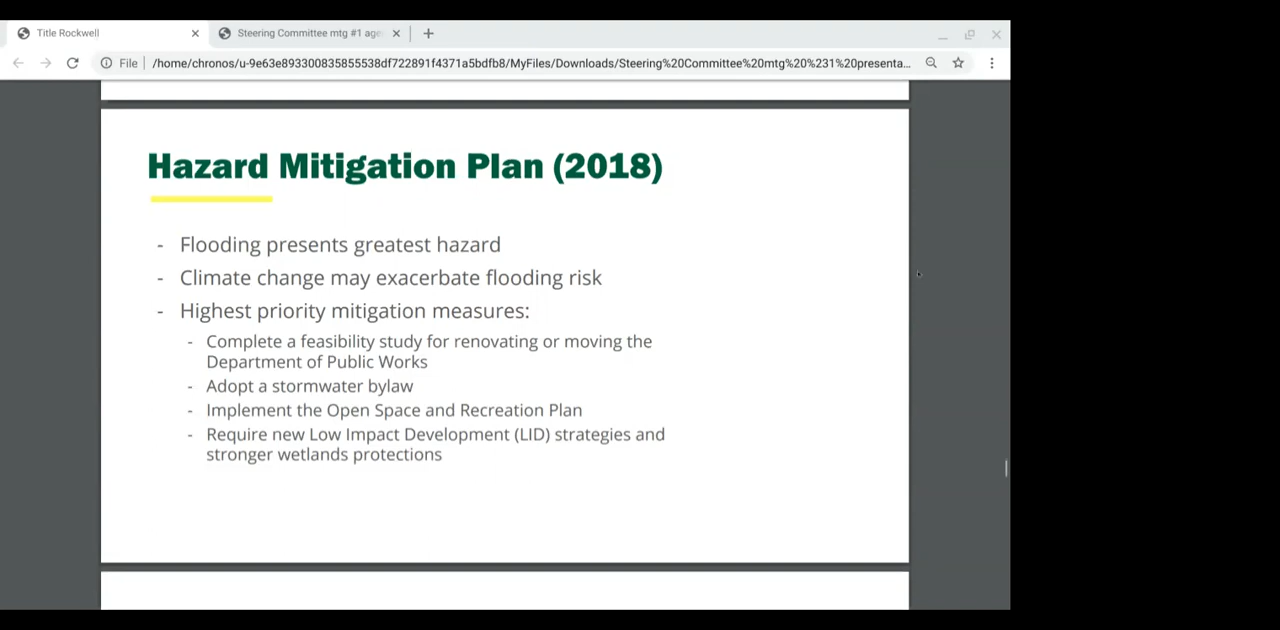 Title Rockwell
Steering Committee mtg #1 age
File
/home/chronos/u-9e63e893300835855538df722891f4371a5bdfb8/MyFiles/Downloads/Steering%20Committee%20mtg%20%231%20presenta...
Hazard Mitigation Plan (2018)
- Flooding presents greatest hazard
- Climate change may exacerbate flooding risk
- Highest priority mitigation measures:
- Complete a feasibility study for renovating or moving the
Department of Public Works
- Adopt a stormwater bylaw
- Implement the Open Space and Recreation Plan
- Require new Low Impact Development (LID) strategies and
stronger wetlands protections